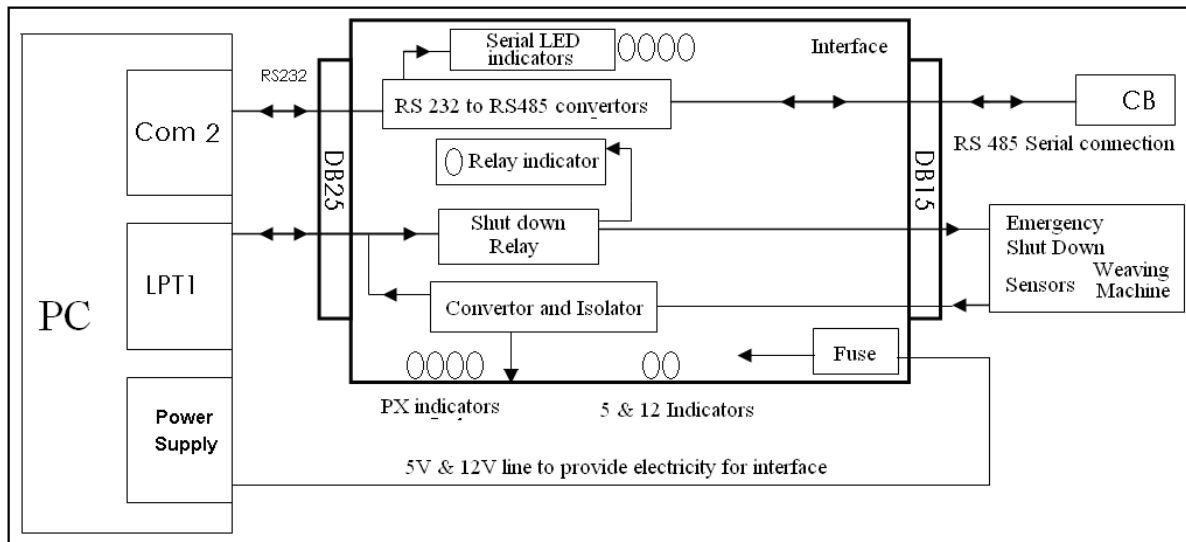 PC
Com 2
LPT1
Power
Supply
RS232
DB25
Serial LED
indicators
Interface
RS 232 to RS485 convertors
Relay indicator
Shut down
Relay
Convertor and Isolator
Fuse
PX indicators
5 & 12 Indicators
5V & 12V line to provide electricity for interface
DB15
CB
RS 485 Serial connection
Emergency
Shut Down
Sensors
Weaving
Machine